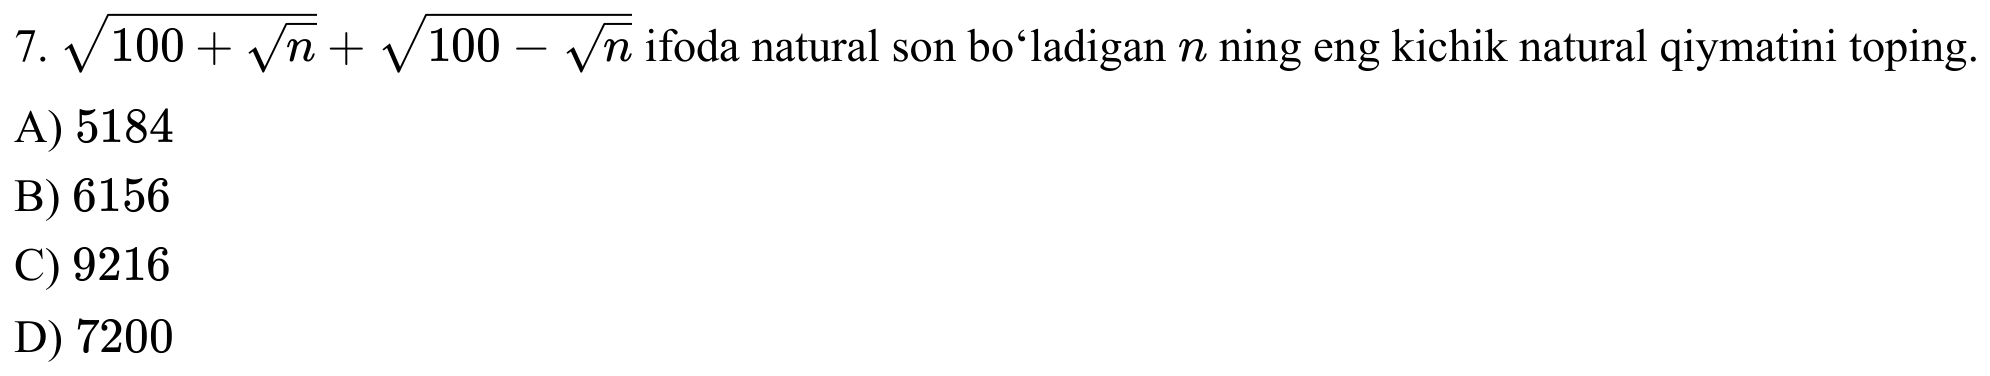 7. √(100 + √n) + √(100 − √n) ifoda natural son bo‘ladigan n ning eng kichik natural qiymatini toping.
A) 5184
B) 6156
C) 9216
D) 7200